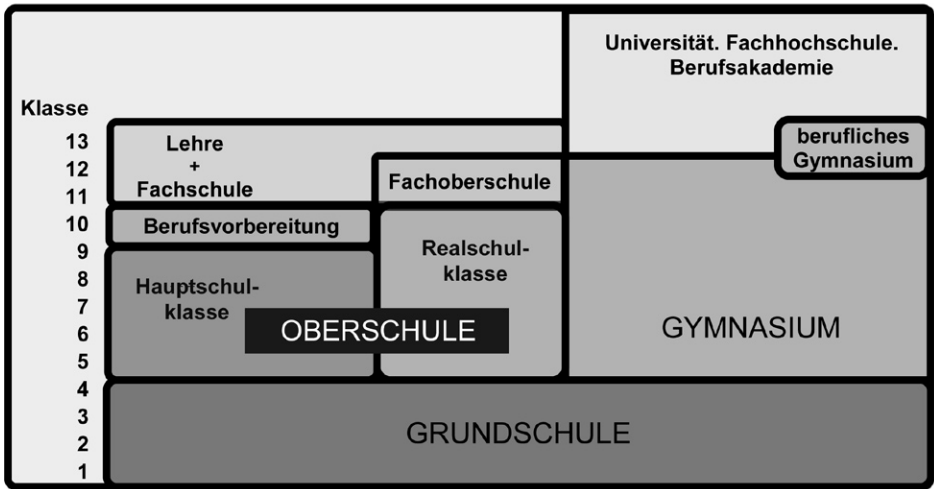 Universität. Fachhochschule.
Berufsakademie
Klasse
13
12
11
10
9
8
7
6
5
4
3
2
1
Lehre
+
Fachschule
berufliches
Gymnasium
Fachoberschule
Berufsvorbereitung
Realschul-
klasse
Hauptschul-
klasse
OBERSCHULE
GYMNASIUM
GRUNDSCHULE